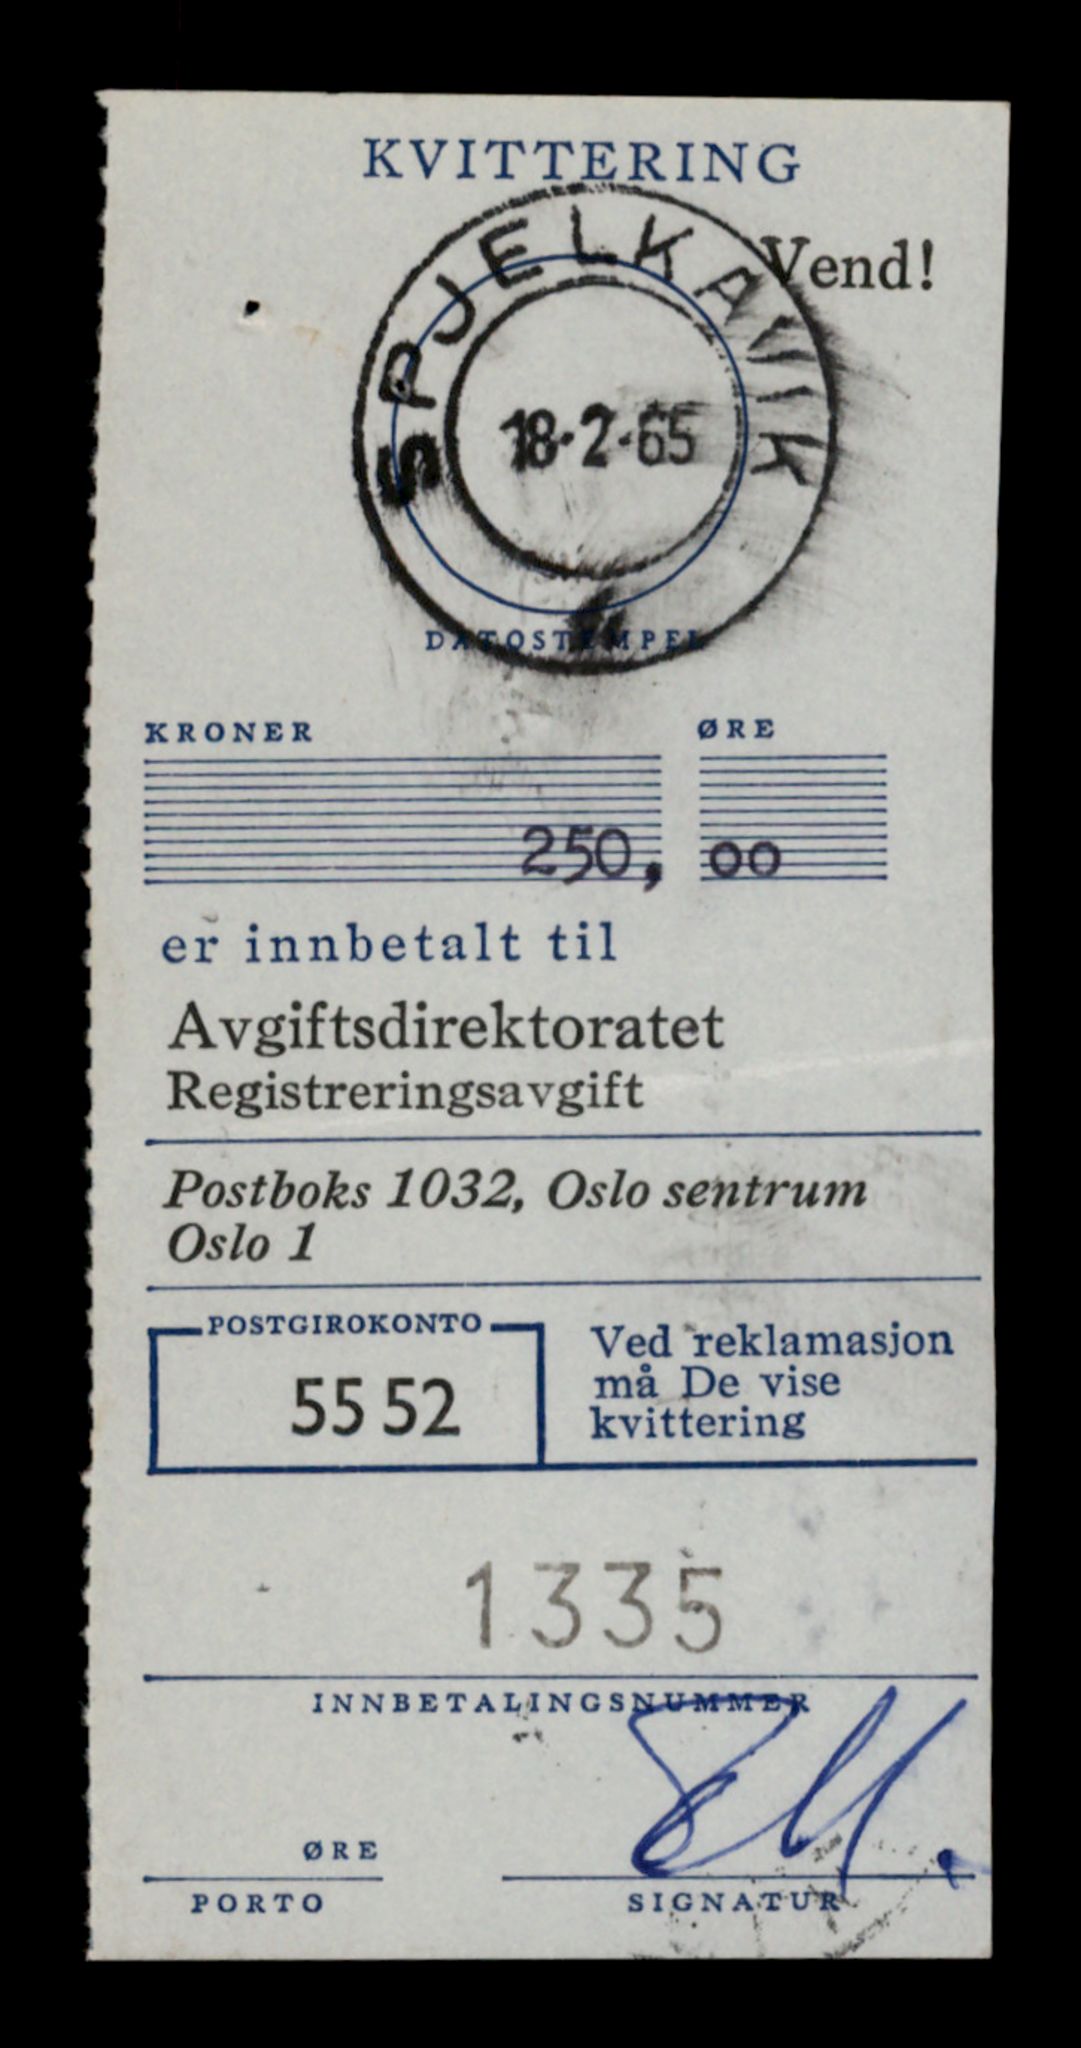 KVITTERING
Vend!
SPJELKAVIK
18-2-65
DATOSTEMPEL
KRONER
ØRE
250, 00
er innbetalt til
Avgiftsdirektoratet
Registreringsavgift
Postboks 1032, Oslo sentrum
Oslo 1
POSTGIROKONTO
55 52
Ved reklamasjon
må De vise
kvittering
1335
INNBETALINGSNUMMER
ØRE
PORTO
SIGNATUR